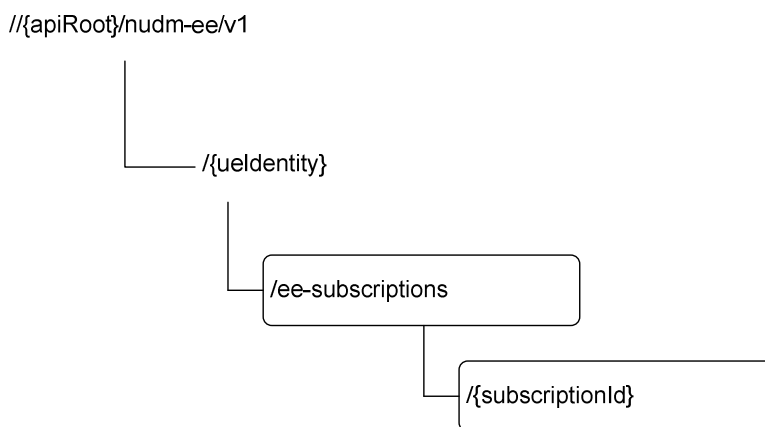 //{apiRoot}/nudm-ee/v1
/{ueIdentity}
/ee-subscriptions
/{subscriptionId}